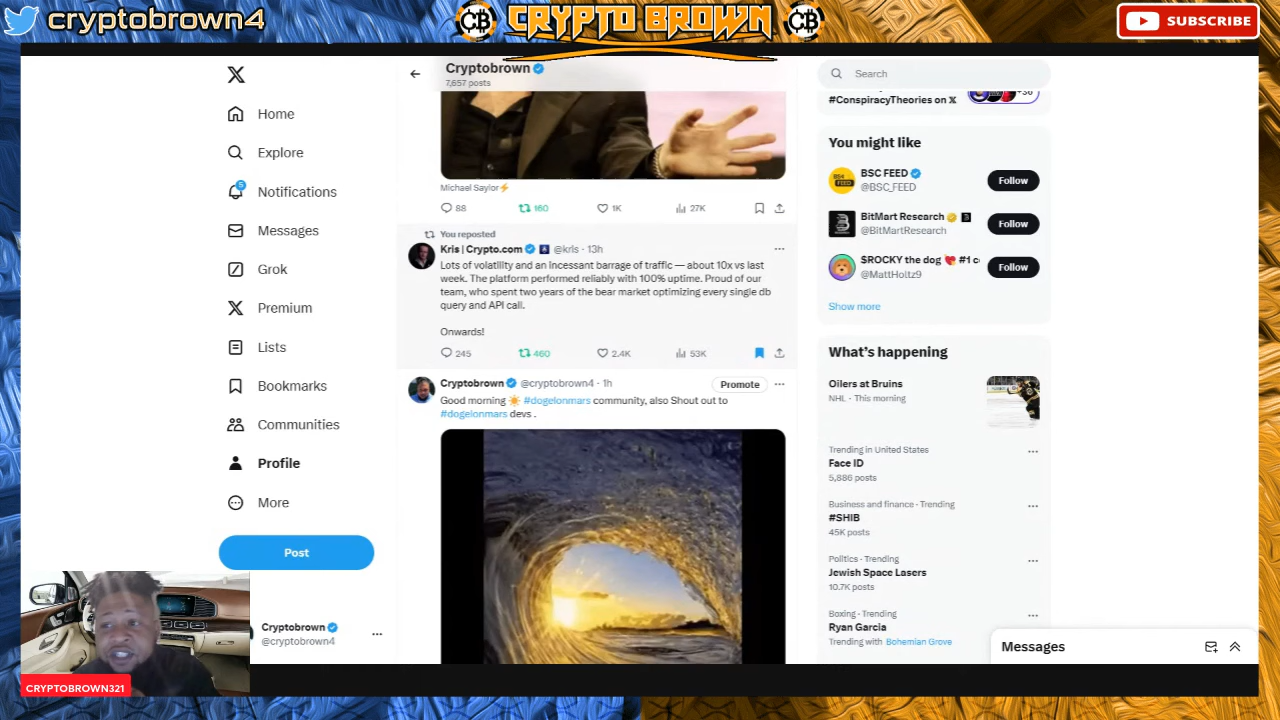 cryptobrown4
CB
CRYPTO BROWN
CB
SUBSCRIBE
Cryptobrown
7,657 posts
Search
#ConspiracyTheories on X
+36
Home
Explore
5
Notifications
Messages
Grok
Premium
Lists
Bookmarks
Communities
Profile
More
Post
Cryptobrown
@cryptobrown4
CRYPTOBROWN321
Michael Saylor⚡
88 160 1K 27K
You reposted
Kris | Crypto.com @kris · 13h
Lots of volatility and an incessant barrage of traffic — about 10x vs last
week. The platform performed reliably with 100% uptime. Proud of our
team, who spent two years of the bear market optimizing every single db
query and API call.
Onwards!
245 460 2.4K 53K
Cryptobrown @cryptobrown4 · 1h
Promote
Good morning ☀️ #dogelonmars community, also Shout out to
#dogelonmars devs .
You might like
BSC FEED
@BSC_FEED
Follow
BitMart Research
@BitMartResearch
Follow
$ROCKY the dog ❤️ #1 c
@MattHoltz9
Follow
Show more
What's happening
Oilers at Bruins
NHL · This morning
Trending in United States
Face ID
5,886 posts
Business and finance · Trending
#SHIB
45K posts
Politics · Trending
Jewish Space Lasers
10.7K posts
Boxing · Trending
Ryan Garcia
Trending with Bohemian Grove
Messages